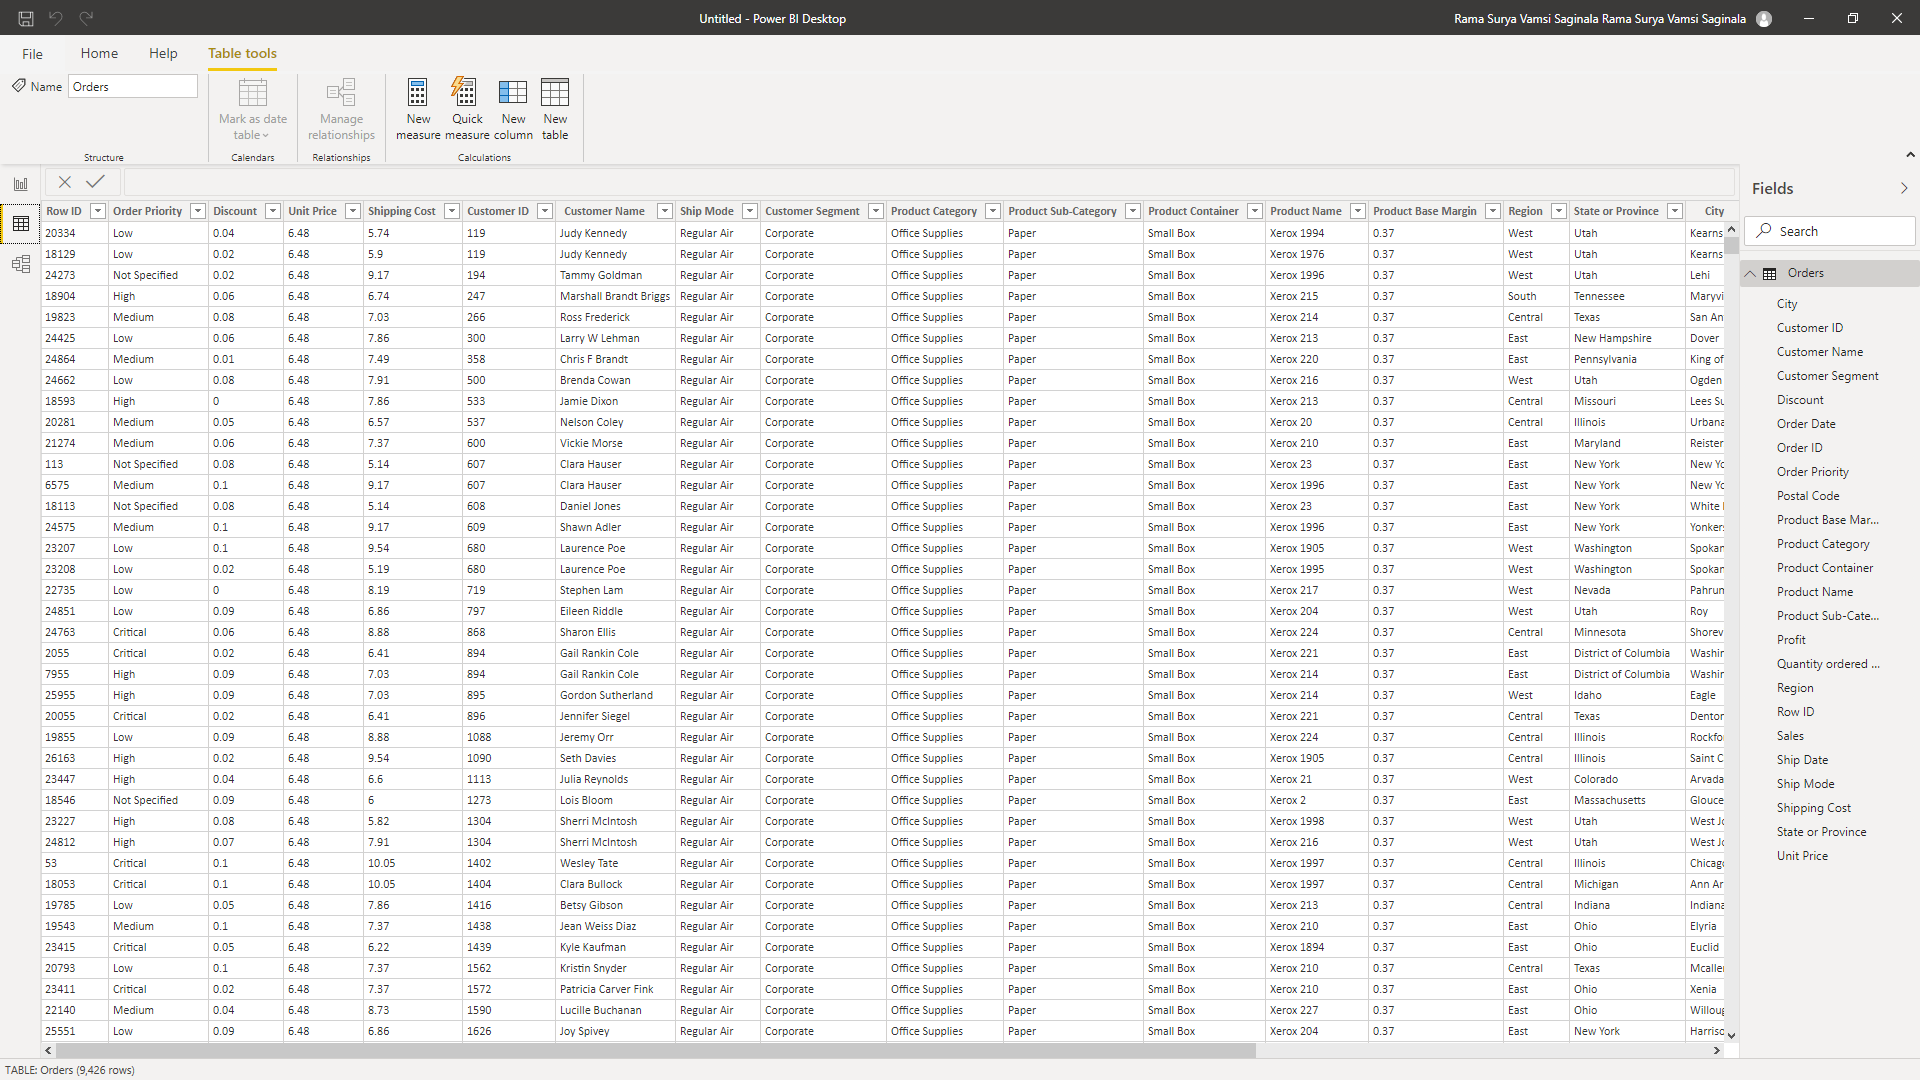 Untitled - Power BI Desktop
Rama Surya Vamsi Saginala Rama Surya Vamsi Saginala
File Home Help Table tools
Name Orders
Mark as date table
Manage relationships
New measure
Quick measure
New column
New table
Structure Calendars Relationships Calculations
Row ID Order Priority Discount Unit Price Shipping Cost Customer ID Customer Name Ship Mode Customer Segment Product Category Product Sub-Category Product Container Product Name Product Base Margin Region State or Province City
20334 Low 0.04 6.48 5.74 119 Judy Kennedy Regular Air Corporate Office Supplies Paper Small Box Xerox 1994 0.37 West Utah Kearns
18129 Low 0.02 6.48 5.9 119 Judy Kennedy Regular Air Corporate Office Supplies Paper Small Box Xerox 1976 0.37 West Utah Kearns
24273 Not Specified 0.02 6.48 9.17 194 Tammy Goldman Regular Air Corporate Office Supplies Paper Small Box Xerox 1996 0.37 West Utah Lehi
18904 High 0.06 6.48 6.74 247 Marshall Brandt Briggs Regular Air Corporate Office Supplies Paper Small Box Xerox 215 0.37 South Tennessee Maryvi
19823 Medium 0.08 6.48 7.03 266 Ross Frederick Regular Air Corporate Office Supplies Paper Small Box Xerox 214 0.37 Central Texas San An
24425 Low 0.06 6.48 7.86 300 Larry W Lehman Regular Air Corporate Office Supplies Paper Small Box Xerox 213 0.37 East New Hampshire Dover
24864 Medium 0.01 6.48 7.49 358 Chris F Brandt Regular Air Corporate Office Supplies Paper Small Box Xerox 220 0.37 East Pennsylvania King of
24662 Low 0.08 6.48 7.91 500 Brenda Cowan Regular Air Corporate Office Supplies Paper Small Box Xerox 216 0.37 West Utah Ogden
18593 High 0 6.48 7.86 533 Jamie Dixon Regular Air Corporate Office Supplies Paper Small Box Xerox 213 0.37 Central Missouri Lees Su
20281 Medium 0.05 6.48 6.57 537 Nelson Coley Regular Air Corporate Office Supplies Paper Small Box Xerox 20 0.37 Central Illinois Urbana
21274 Medium 0.06 6.48 7.37 600 Vickie Morse Regular Air Corporate Office Supplies Paper Small Box Xerox 210 0.37 East Maryland Reister
113 Not Specified 0.08 6.48 5.14 607 Clara Hauser Regular Air Corporate Office Supplies Paper Small Box Xerox 23 0.37 East New York New Yo
6575 Medium 0.1 6.48 9.17 607 Clara Hauser Regular Air Corporate Office Supplies Paper Small Box Xerox 1996 0.37 East New York New Yo
18113 Not Specified 0.08 6.48 5.14 608 Daniel Jones Regular Air Corporate Office Supplies Paper Small Box Xerox 23 0.37 East New York White
24575 Medium 0.1 6.48 9.17 609 Shawn Adler Regular Air Corporate Office Supplies Paper Small Box Xerox 1996 0.37 East New York Yonkers
23207 Low 0.1 6.48 9.54 680 Laurence Poe Regular Air Corporate Office Supplies Paper Small Box Xerox 1905 0.37 West Washington Spokan
23208 Low 0.02 6.48 5.19 680 Laurence Poe Regular Air Corporate Office Supplies Paper Small Box Xerox 1995 0.37 West Washington Spokan
22735 Low 0 6.48 8.19 719 Stephen Lam Regular Air Corporate Office Supplies Paper Small Box Xerox 217 0.37 West Nevada Pahrum
24851 Low 0.09 6.48 6.86 797 Eileen Riddle Regular Air Corporate Office Supplies Paper Small Box Xerox 204 0.37 West Utah Roy
24763 Critical 0.06 6.48 8.88 868 Sharon Ellis Regular Air Corporate Office Supplies Paper Small Box Xerox 224 0.37 Central Minnesota Shorev
2055 Critical 0.02 6.48 6.41 894 Gail Rankin Cole Regular Air Corporate Office Supplies Paper Small Box Xerox 221 0.37 East District of Columbia Washin
7955 High 0.09 6.48 7.03 894 Gail Rankin Cole Regular Air Corporate Office Supplies Paper Small Box Xerox 214 0.37 East District of Columbia Washin
25955 High 0.09 6.48 7.03 895 Gordon Sutherland Regular Air Corporate Office Supplies Paper Small Box Xerox 214 0.37 West Idaho Eagle
20055 Critical 0.02 6.48 6.41 896 Jennifer Siegel Regular Air Corporate Office Supplies Paper Small Box Xerox 221 0.37 Central Texas Denton
19855 Low 0.09 6.48 8.88 1088 Jeremy Orr Regular Air Corporate Office Supplies Paper Small Box Xerox 224 0.37 Central Illinois Rockfo
26163 High 0.02 6.48 9.54 1090 Seth Davies Regular Air Corporate Office Supplies Paper Small Box Xerox 1905 0.37 Central Illinois Saint C
23447 High 0.04 6.48 6.6 1113 Julia Reynolds Regular Air Corporate Office Supplies Paper Small Box Xerox 21 0.37 West Colorado Arvada
18546 Not Specified 0.09 6.48 6 1273 Lois Bloom Regular Air Corporate Office Supplies Paper Small Box Xerox 2 0.37 East Massachusetts Glouce
23227 High 0.08 6.48 5.82 1304 Sherri McIntosh Regular Air Corporate Office Supplies Paper Small Box Xerox 1998 0.37 West Utah West Jo
24812 High 0.07 6.48 7.91 1304 Sherri McIntosh Regular Air Corporate Office Supplies Paper Small Box Xerox 216 0.37 West Utah West Jo
53 Critical 0.1 6.48 10.05 1402 Wesley Tate Regular Air Corporate Office Supplies Paper Small Box Xerox 1997 0.37 Central Illinois Chicago
18053 Critical 0.1 6.48 10.05 1404 Clara Bullock Regular Air Corporate Office Supplies Paper Small Box Xerox 1997 0.37 Central Michigan Ann Ar
19785 Low 0.05 6.48 7.86 1416 Betsy Gibson Regular Air Corporate Office Supplies Paper Small Box Xerox 213 0.37 Central Indiana Indiana
19543 Medium 0.1 6.48 7.37 1438 Jean Weiss Diaz Regular Air Corporate Office Supplies Paper Small Box Xerox 210 0.37 East Ohio Elyria
23415 Critical 0.05 6.48 6.22 1439 Kyle Kaufman Regular Air Corporate Office Supplies Paper Small Box Xerox 1894 0.37 East Ohio Euclid
20793 Low 0.1 6.48 7.37 1562 Kristin Snyder Regular Air Corporate Office Supplies Paper Small Box Xerox 210 0.37 Central Texas Mcalle
23411 Critical 0.02 6.48 7.37 1572 Patricia Carver Fink Regular Air Corporate Office Supplies Paper Small Box Xerox 210 0.37 East Ohio Xenia
22140 Medium 0.04 6.48 8.73 1590 Lucille Buchanan Regular Air Corporate Office Supplies Paper Small Box Xerox 227 0.37 East Ohio Willoug
25551 Low 0.09 6.48 6.86 1626 Joy Spivey Regular Air Corporate Office Supplies Paper Small Box Xerox 204 0.37 East New York Harriso
Fields
Search
Orders
City
Customer ID
Customer Name
Customer Segment
Discount
Order Date
Order ID
Order Priority
Postal Code
Product Base Mar...
Product Category
Product Container
Product Name
Product Sub-Cate...
Profit
Quantity ordered ...
Region
Row ID
Sales
Ship Date
Ship Mode
Shipping Cost
State or Province
Unit Price
TABLE: Orders (9,426 rows)